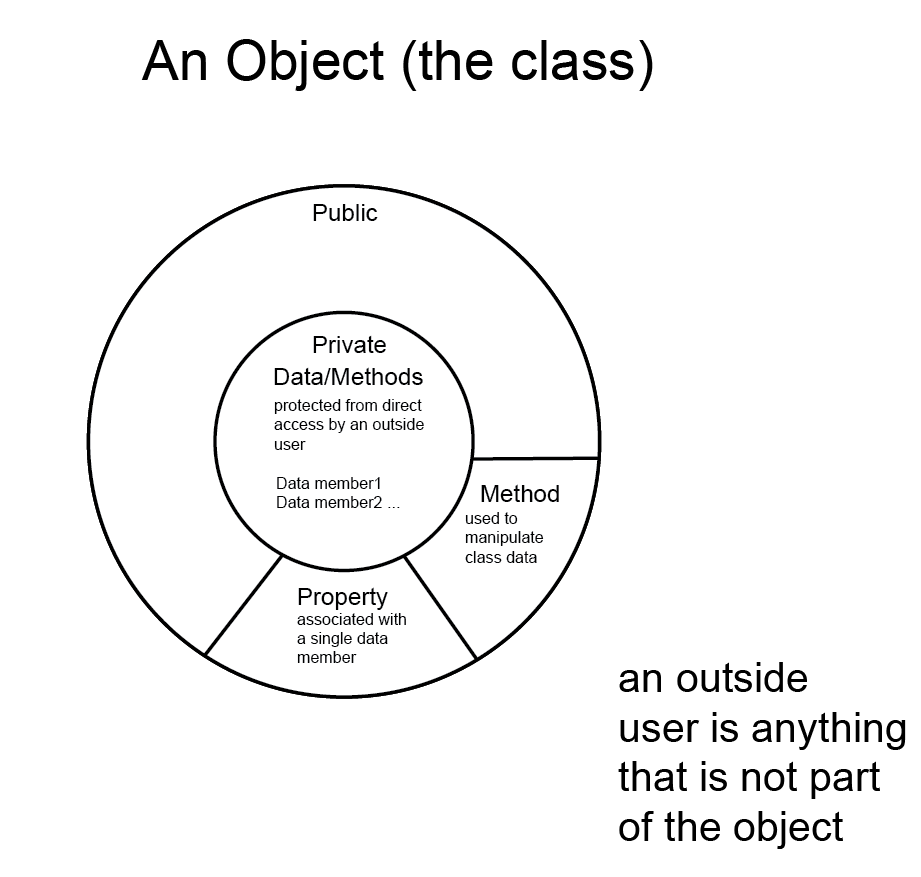 An Object (the class)
Public
Private
Data/Methods
protected from direct
access by an outside
user
Data member1
Data member2 ...
Method
used to
manipulate
class data
Property
associated with
a single data
member
an outside
user is anything
that is not part
of the object